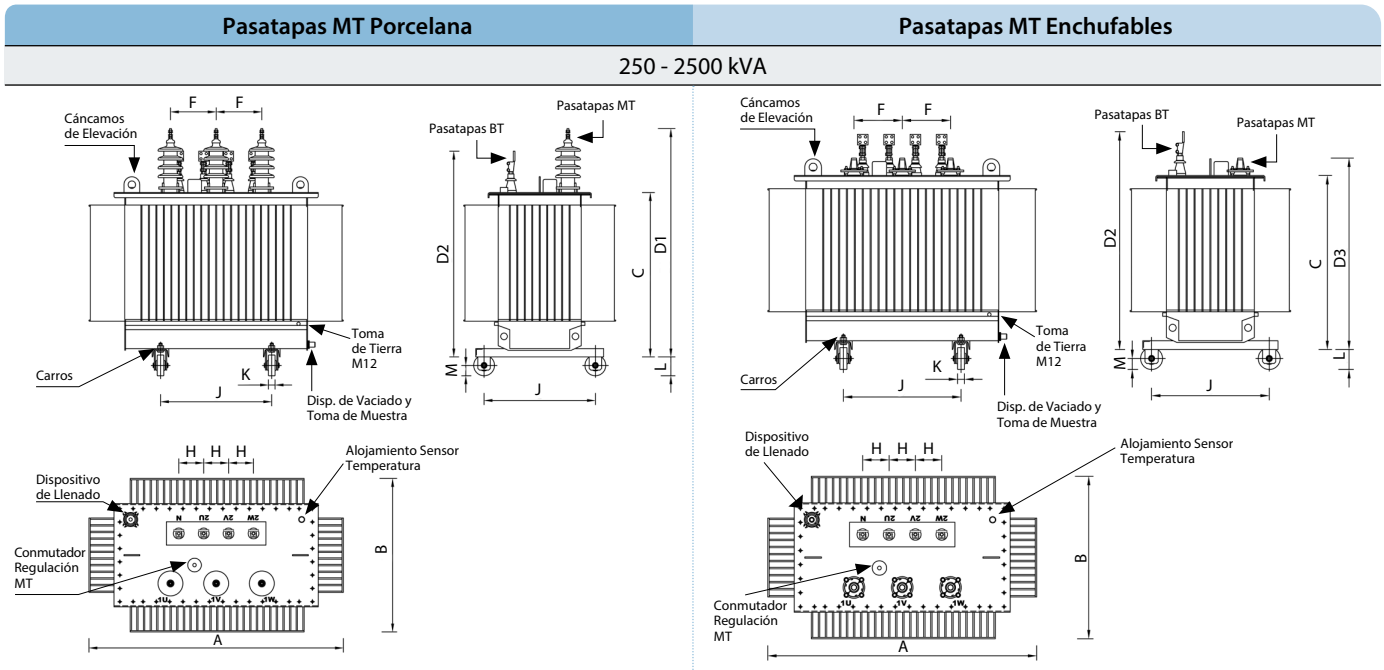 Pasatapas MT Porcelana
Pasatapas MT Enchufables
250 - 2500 kVA
F F
Cáncamos
de Elevación
Pasatapas BT
Pasatapas MT
D2
C
D1
Toma
de Tierra
M12
Carros
K
J
Disp. de Vaciado y
Toma de Muestra
M
J
L
H H H
Alojamiento Sensor
Temperatura
Dispositivo
de Llenado
N 2U 2V 2W
Conmutador
Regulación
MT
1U 1V 1W
B
A
F F
Cáncamos
de Elevación
Pasatapas BT
Pasatapas MT
D2
C
D3
Toma
de Tierra
M12
Carros
K
J
Disp. de Vaciado y
Toma de Muestra
M
J
L
H H H
Dispositivo
de Llenado
Alojamiento Sensor
Temperatura
N 2U 2V 2W
Conmutador
Regulación
MT
1U 1V 1W
B
A